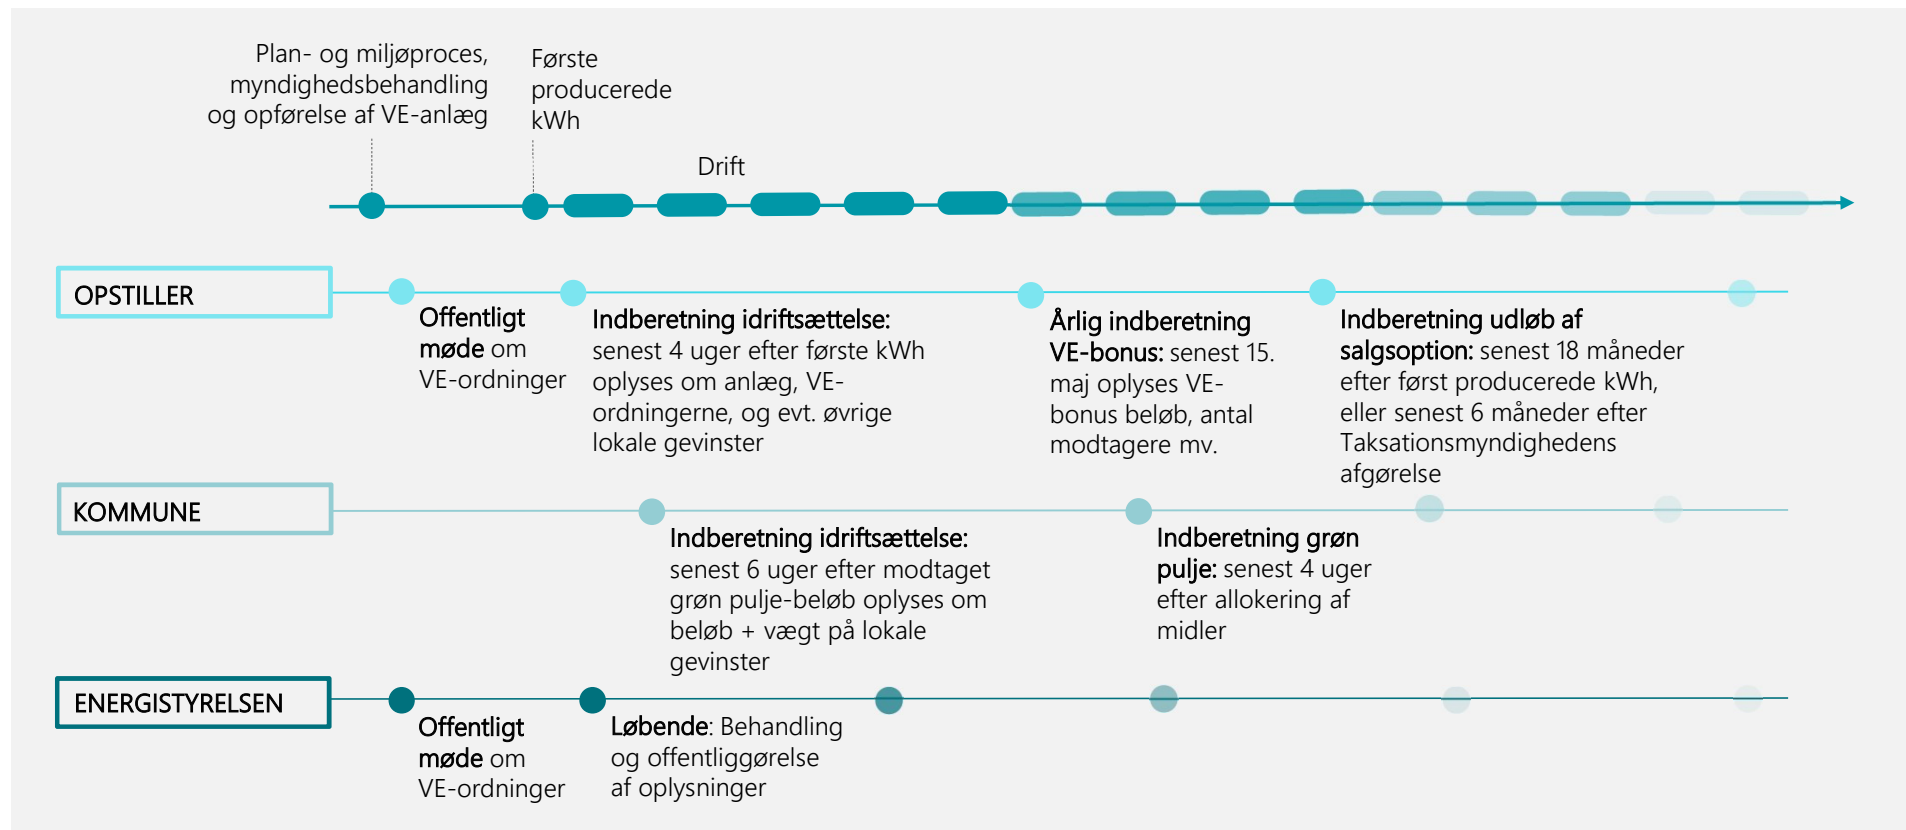 Plan- og miljøproces,
myndighedsbehandling
og opførelse af VE-anlæg
Første
producerede
kWh
Drift
OPSTILLER
Offentligt
møde om
VE-ordninger
Indberetning idriftsættelse:
senest 4 uger efter første kWh
oplyses om anlæg, VE-
ordningerne, og evt. øvrige
lokale gevinster
Årlig indberetning
VE-bonus: senest 15.
maj oplyses VE-
bonus beløb, antal
modtagere mv.
Indberetning udløb af
salgsoption: senest 18 måneder
efter først producerede kWh,
eller senest 6 måneder efter
Taksationsmyndighedens
afgørelse
KOMMUNE
Indberetning idriftsættelse:
senest 6 uger efter modtaget
grøn pulje-beløb oplyses om
beløb + vægt på lokale
gevinster
Indberetning grøn
pulje: senest 4 uger
efter allokering af
midler
ENERGISTYRELSEN
Offentligt
møde om
VE-ordninger
Løbende: Behandling
og offentliggørelse
af oplysninger